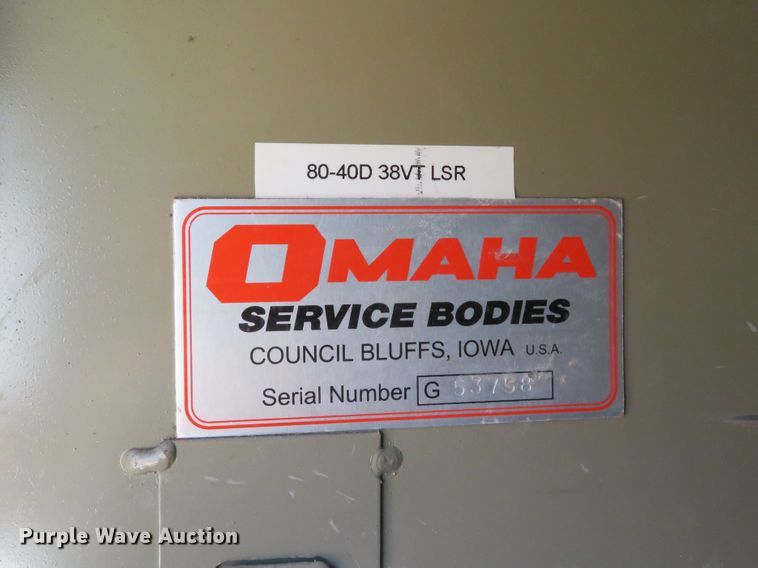 80-40D 38VT LSR
OMAHA
SERVICE BODIES
COUNCIL BLUFFS, IOWA U.S.A.
Serial Number G 53758
Purple Wave Auction